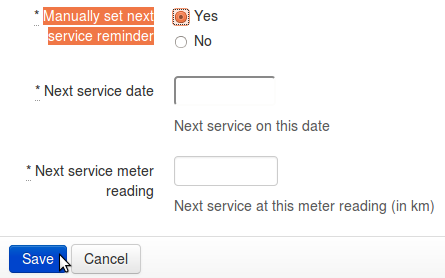 * Manually set next Yes
service reminder No
* Next service date
Next service on this date
* Next service meter
reading
Next service at this meter reading (in km)
Save Cancel